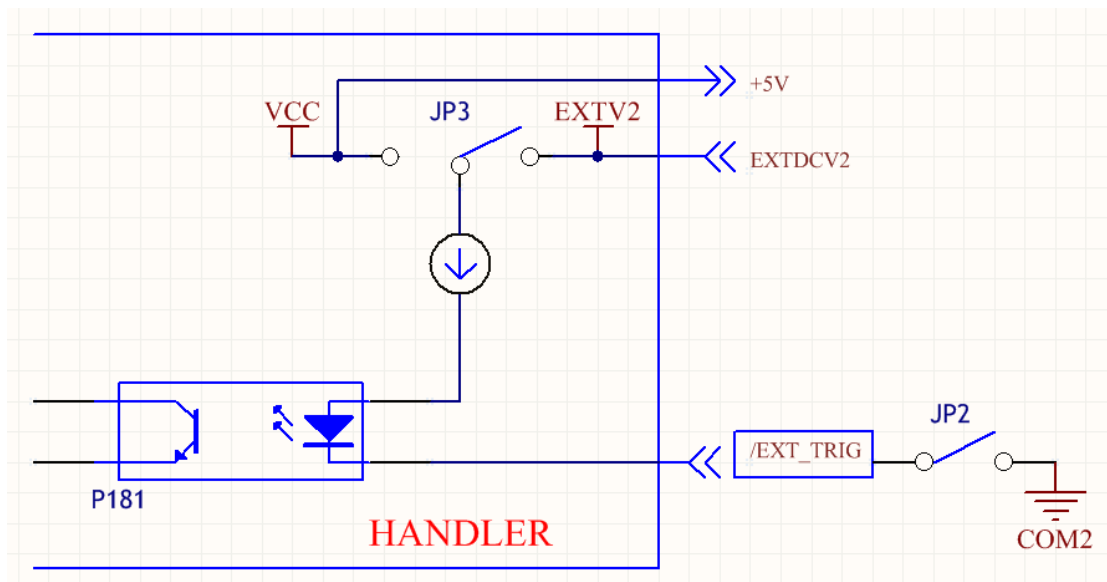 +5V
VCC
JP3
EXTV2
EXTDCV2
/EXT_TRIG
JP2
P181
HANDLER
COM2